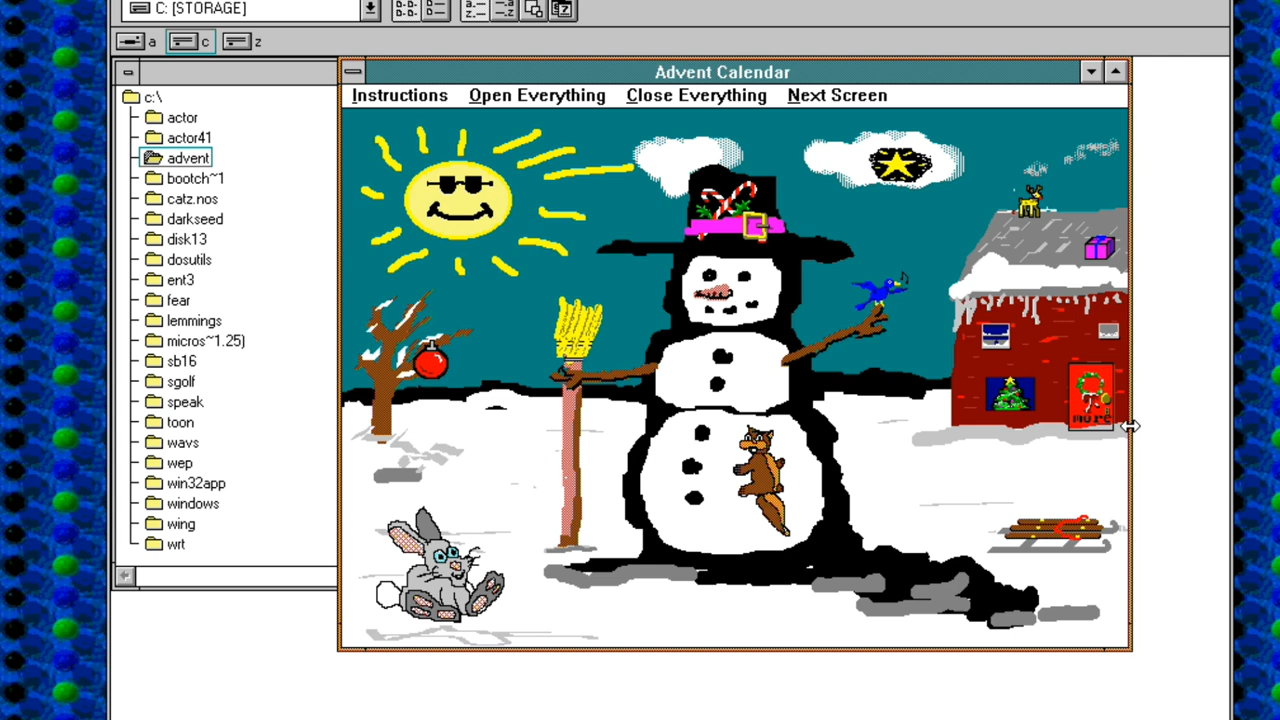 C: [STORAGE]
a
c
z
Advent Calendar
Instructions Open Everything Close Everything Next Screen
c:\
actor
actor41
advent
bootch~1
catz.nos
darkseed
disk13
dosutils
ent3
fear
lemmings
micros~1.25)
sb16
sgolf
speak
toon
wavs
wep
win32app
windows
wing
wrt
more